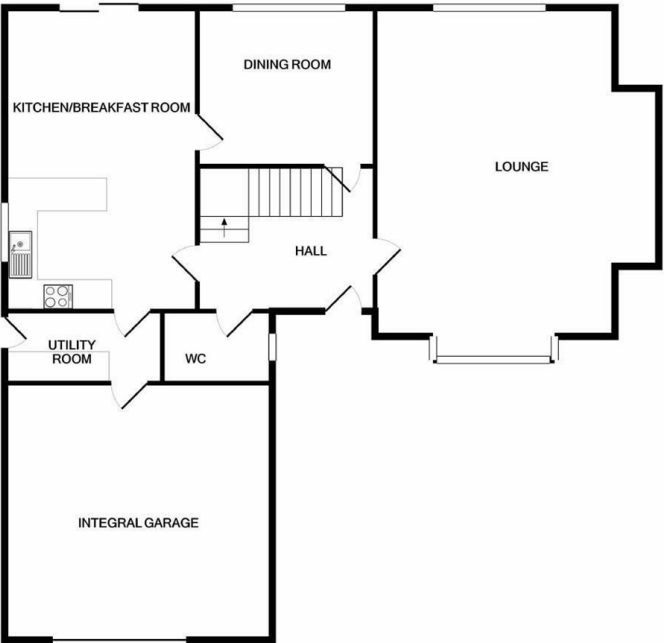 DINING ROOM
KITCHEN/BREAKFAST ROOM
LOUNGE
HALL
UTILITY
ROOM
WC
INTEGRAL GARAGE